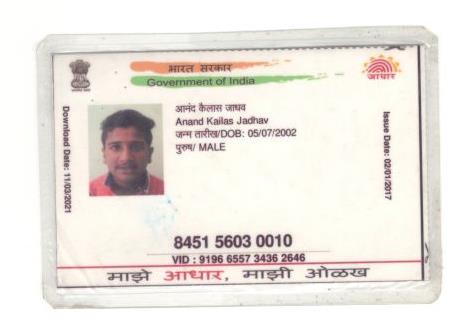 भारत सरकार
Government of India
आधार
Download Date: 11/03/2021
आनंद कैलास जाधव
Anand Kailas Jadhav
जन्म तारीख/DOB: 05/07/2002
पुरुष/ MALE
Issue Date: 02/01/2017
8451 5603 0010
VID : 9196 6557 3436 2646
माझे आधार, माझी ओळख